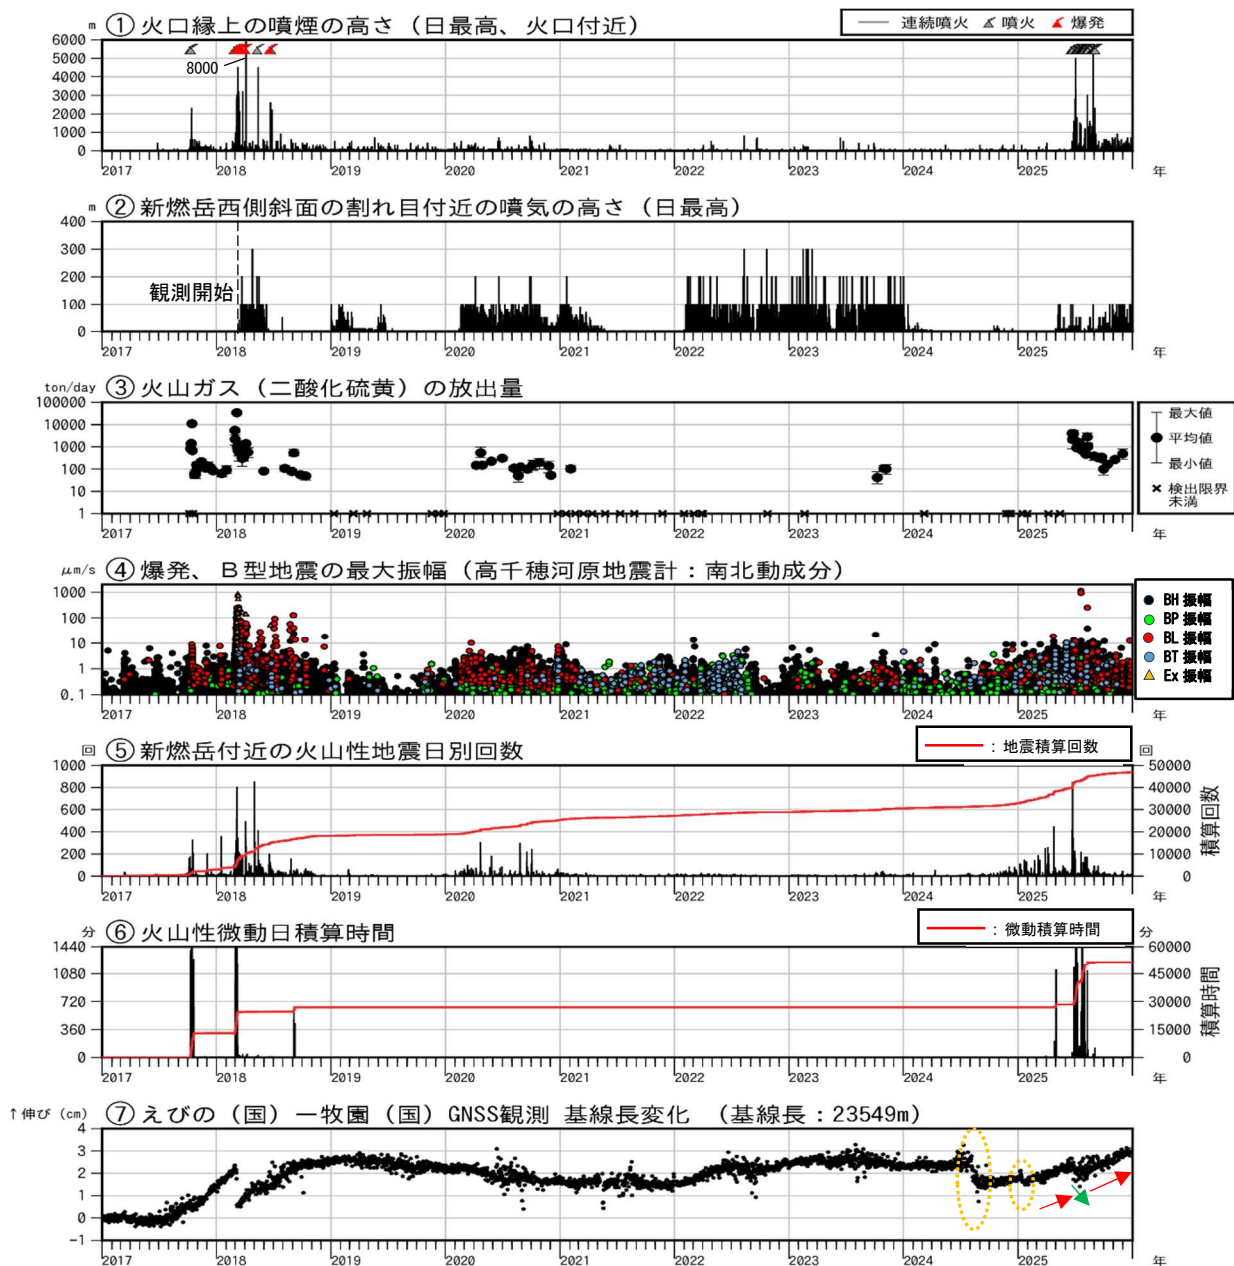 m ①火口縁上の噴煙の高さ（日最高、火口付近）
連続噴火 噴火 爆発
6000
5000
4000
3000
2000
1000
0
8000
2017 2018 2019 2020 2021 2022 2023 2024 2025 年
m ②新燃岳西側斜面の割れ目付近の噴気の高さ（日最高）
400
300
200
100
0
観測開始
2017 2018 2019 2020 2021 2022 2023 2024 2025 年
ton/day ③火山ガス（二酸化硫黄）の放出量
100000
10000
1000
100
10
1
最大値
平均値
最小値
検出限界
未満
2017 2018 2019 2020 2021 2022 2023 2024 2025 年
μm/s ④爆発、Ｂ型地震の最大振幅（高千穂河原地震計：南北動成分）
1000
100
10
1
0.1
BH 振幅
BP 振幅
BL 振幅
BT 振幅
Ex 振幅
2017 2018 2019 2020 2021 2022 2023 2024 2025 年
回 ⑤新燃岳付近の火山性地震日別回数
：地震積算回数
回
1000
800
600
400
200
0
50000
40000
30000
20000
10000
0
積算回数
2017 2018 2019 2020 2021 2022 2023 2024 2025 年
分 ⑥火山性微動日積算時間
：微動積算時間
分
1440
1080
720
360
0
60000
45000
30000
15000
0
積算時間
2017 2018 2019 2020 2021 2022 2023 2024 2025 年
↑伸び（cm） ⑦えびの（国）ー牧園（国）GNSS観測 基線長変化 （基線長：23549m）
4
3
2
1
0
-1
2017 2018 2019 2020 2021 2022 2023 2024 2025 年